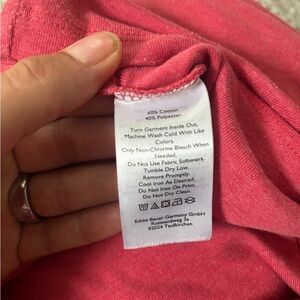 60% Cotton
40% Polyester
Turn Garment Inside Out,
Machine Wash Cold With Like
Colors.
Only Non-Chlorine Bleach When
Needed.
Do Not Use Fabric Softeners.
Tumble Dry Low.
Remove Promptly.
Cool Iron As Desired.
Do Not Iron On Print.
Do Not Dry Clean.
Eddie Bauer Germany GmbH
82024 Taufkirchen